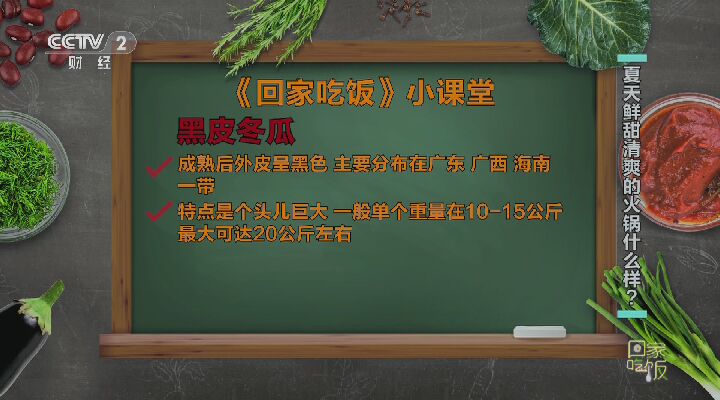 CCTV 2
财经
《回家吃饭》小课堂
黑皮冬瓜
成熟后外皮呈黑色 主要分布在广东 广西 海南
一带
特点是个头儿巨大 一般单个重量在10-15公斤
最大可达20公斤左右
夏天鲜甜清爽的火锅什么样?
回家
吃饭